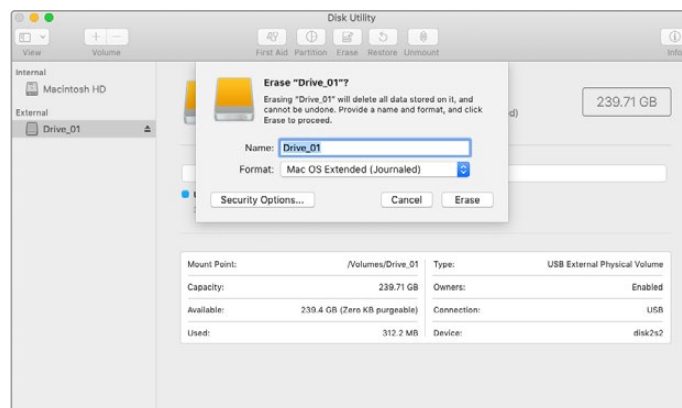 Disk Utility
View
Volume
First Aid
Partition
Erase
Restore
Unmount
Info
Internal
Macintosh HD
External
Drive_01
Erase “Drive_01”?
Erasing “Drive_01” will delete all data stored on it, and
cannot be undone. Provide a name and format, and click
Erase to proceed.
Name: Drive_01
Format: Mac OS Extended (Journaled)
Security Options...
Cancel
Erase
d)
239.71 GB
Mount Point: /Volumes/Drive_01
Type: USB External Physical Volume
Capacity: 239.71 GB
Owners: Enabled
Available: 239.4 GB (Zero KB purgeable)
Connection: USB
Used: 312.2 MB
Device: disk2s2